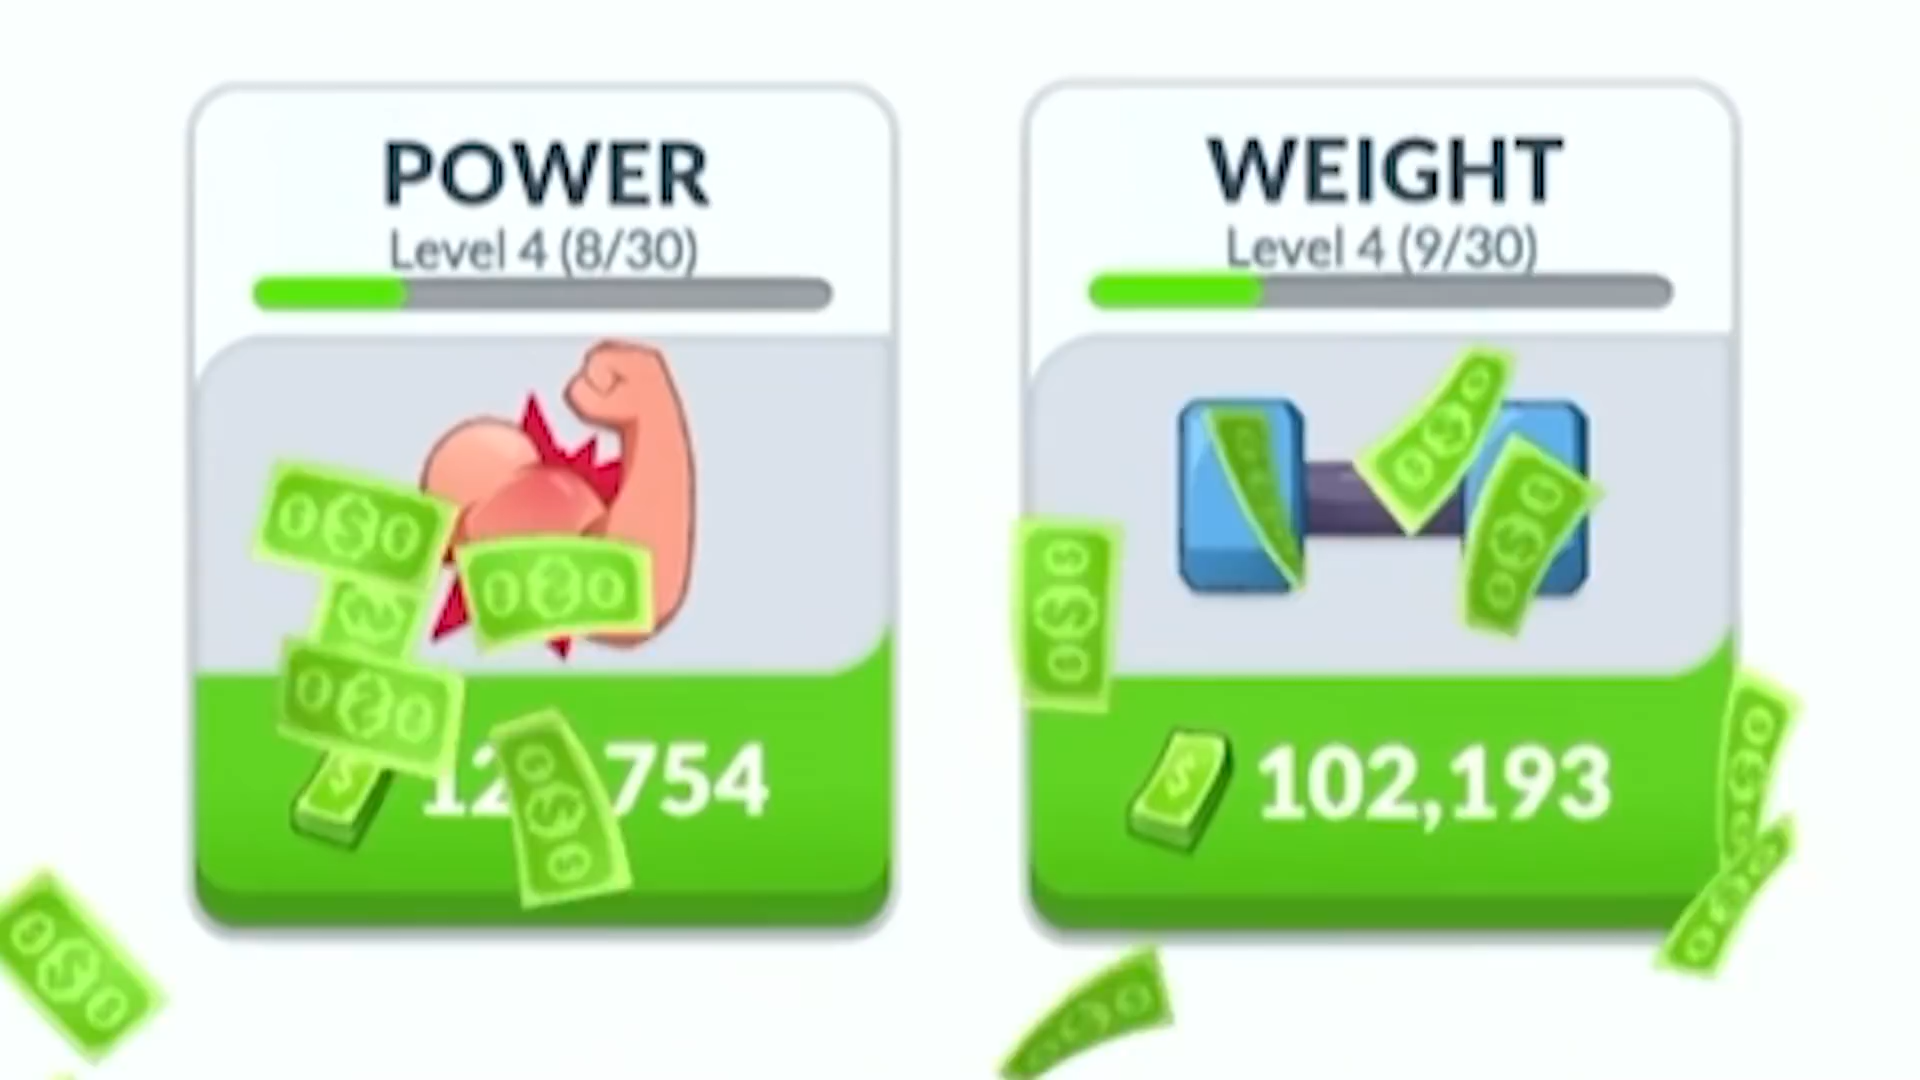 POWER
Level 4 (8/30)
754
WEIGHT
Level 4 (9/30)
102,193